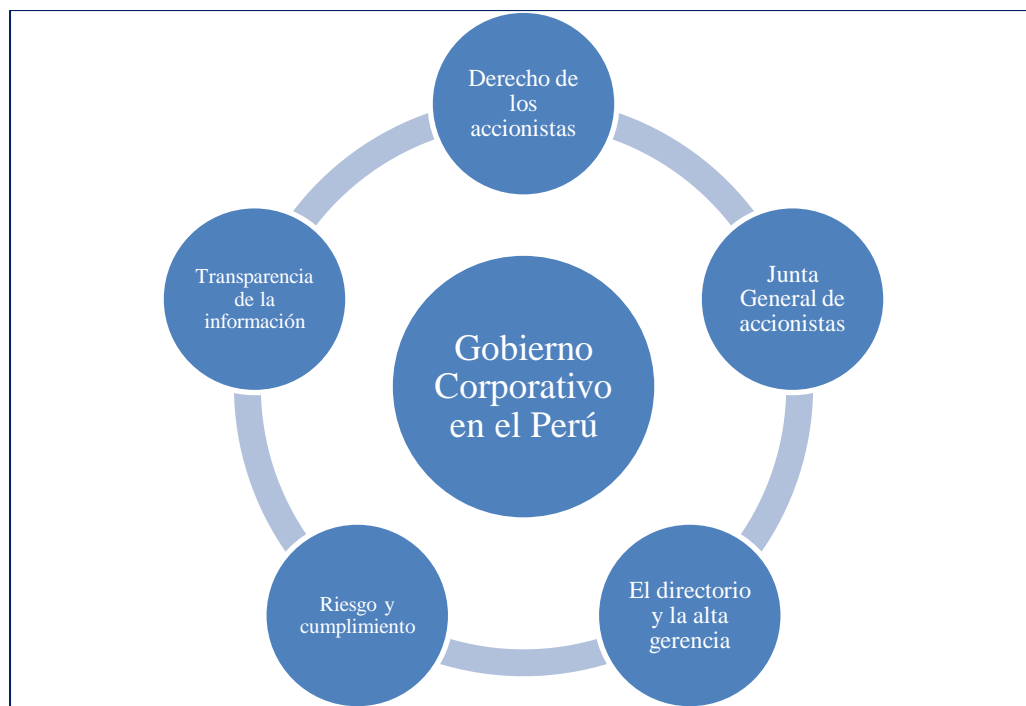 Derecho de
los
accionistas
Junta
General de
accionistas
El directorio
y la alta
gerencia
Riesgo y
cumplimiento
Transparencia
de la
información
Gobierno
Corporativo
en el Perú